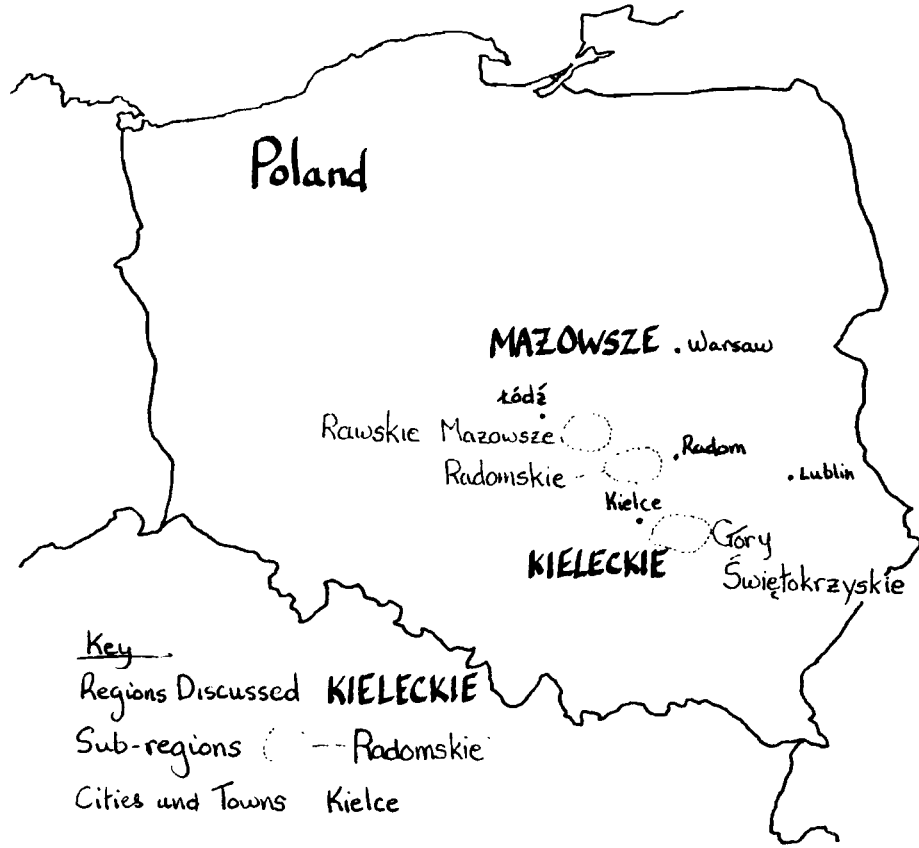 Poland
MAZOWSZE . Warsaw
Łódź
Rawskie Mazowsze
Radom
Radomskie
Lublin
Kielce
Góry
KIELECKIE
Świętokrzyskie
Key
Regions Discussed KIELECKIE
Sub-regions Radomskie
Cities and Towns Kielce